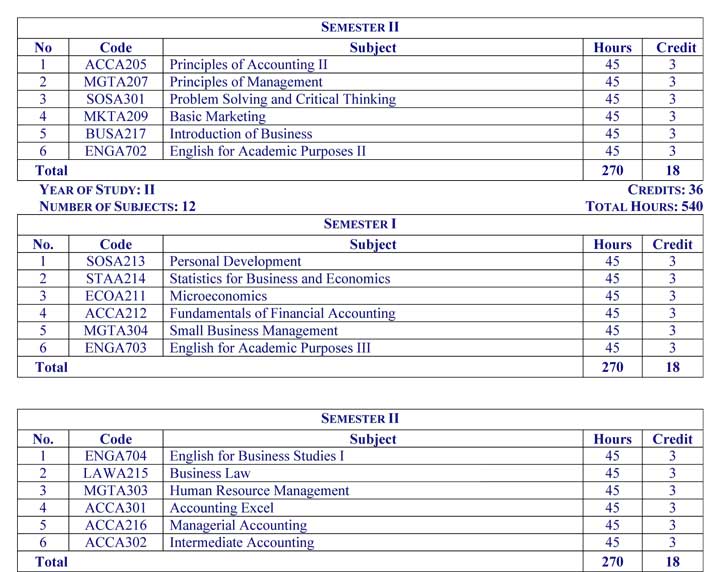 SEMESTER II
No Code Subject Hours Credit
1 ACCA205 Principles of Accounting II 45 3
2 MGTA207 Principles of Management 45 3
3 SOSA301 Problem Solving and Critical Thinking 45 3
4 MKTA209 Basic Marketing 45 3
5 BUSA217 Introduction of Business 45 3
6 ENGA702 English for Academic Purposes II 45 3
Total 270 18
YEAR OF STUDY: II CREDITS: 36
NUMBER OF SUBJECTS: 12 TOTAL HOURS: 540
SEMESTER I
No. Code Subject Hours Credit
1 SOSA213 Personal Development 45 3
2 STAA214 Statistics for Business and Economics 45 3
3 ECOA211 Microeconomics 45 3
4 ACCA212 Fundamentals of Financial Accounting 45 3
5 MGTA304 Small Business Management 45 3
6 ENGA703 English for Academic Purposes III 45 3
Total 270 18
SEMESTER II
No. Code Subject Hours Credit
1 ENGA704 English for Business Studies I 45 3
2 LAWA215 Business Law 45 3
3 MGTA303 Human Resource Management 45 3
4 ACCA301 Accounting Excel 45 3
5 ACCA216 Managerial Accounting 45 3
6 ACCA302 Intermediate Accounting 45 3
Total 270 18